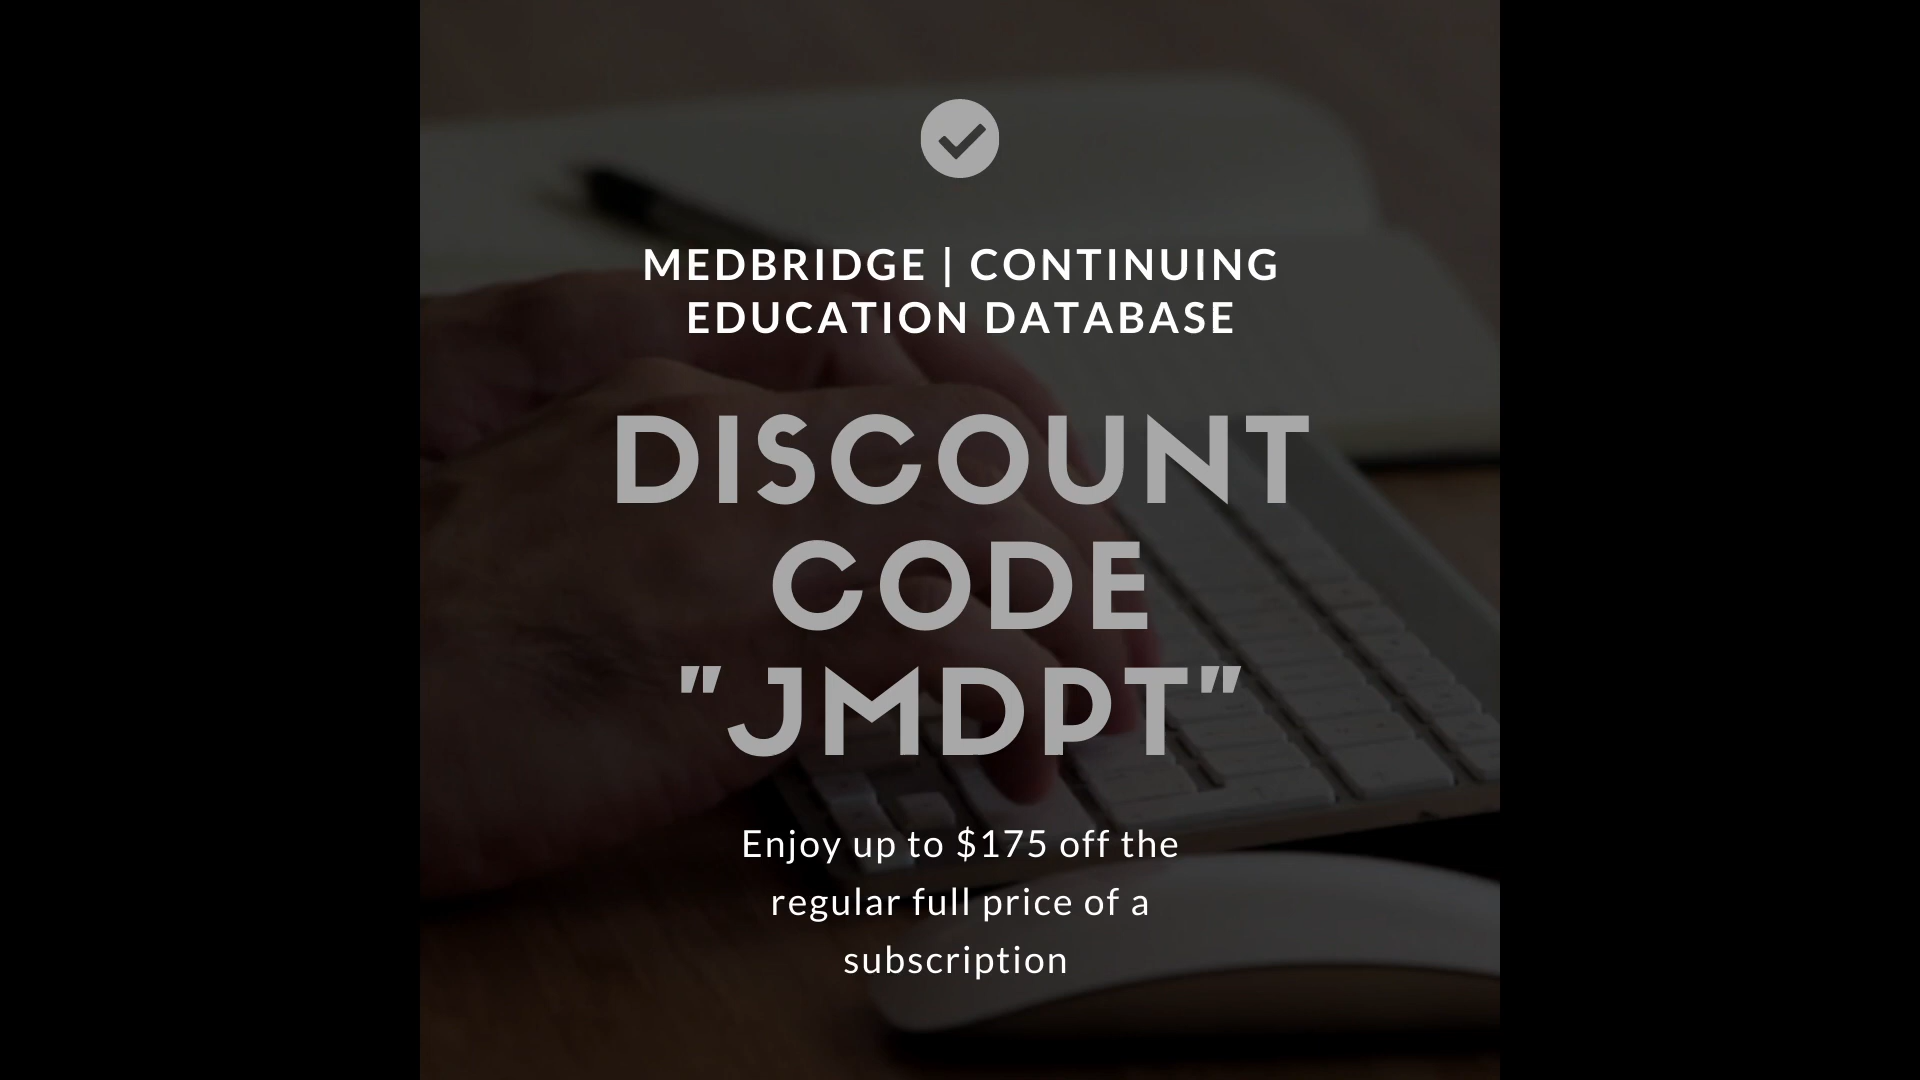 MEDBRIDGE | CONTINUING
EDUCATION DATABASE
DISCOUNT
CODE
"JMDPT"
Enjoy up to $175 off the
regular full price of a
subscription